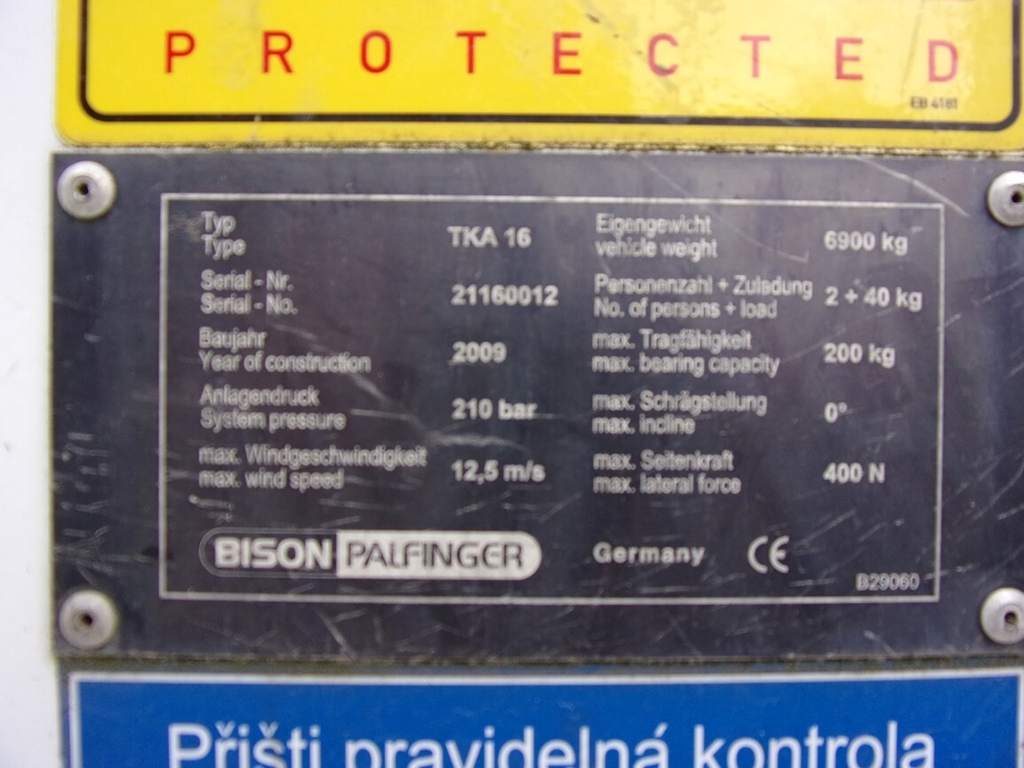 PROTECTED
EB 4181
Typ
Type
TKA 16
Serial - Nr.
Serial - No.
21160012
Baujahr
Year of construction
2009
Anlagendruck
System pressure
210 bar
max. Windgeschwindigkeit
max. wind speed
12,5 m/s
Eigengewicht
vehicle weight
6900 kg
Personenzahl + Zuladung
No. of persons + load
2 + 40 kg
max. Tragfähigkeit
max. bearing capacity
200 kg
max. Schrägstellung
max. incline
0°
max. Seitenkraft
max. lateral force
400 N
BISON PALFINGER
Germany CE
B29060
Příští pravidelná kontrola